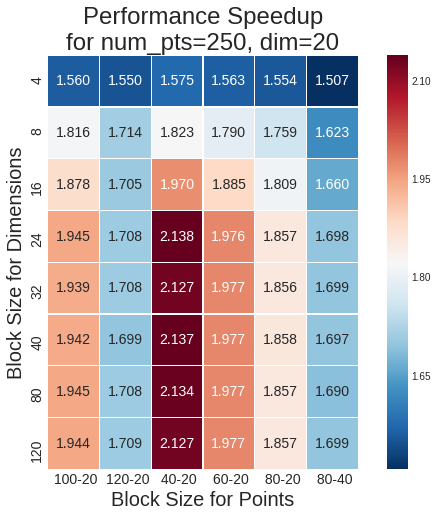 Performance Speedup
for num_pts=250, dim=20
Block Size for Dimensions
4 1.560 1.550 1.575 1.563 1.554 1.507
8 1.816 1.714 1.823 1.790 1.759 1.623
16 1.878 1.705 1.970 1.885 1.809 1.660
24 1.945 1.708 2.138 1.976 1.857 1.698
32 1.939 1.708 2.127 1.977 1.856 1.699
40 1.942 1.699 2.137 1.977 1.858 1.697
80 1.945 1.708 2.134 1.977 1.857 1.690
120 1.944 1.709 2.127 1.977 1.857 1.699
100-20 120-20 40-20 60-20 80-20 80-40
Block Size for Points
2.10
1.95
1.80
1.65